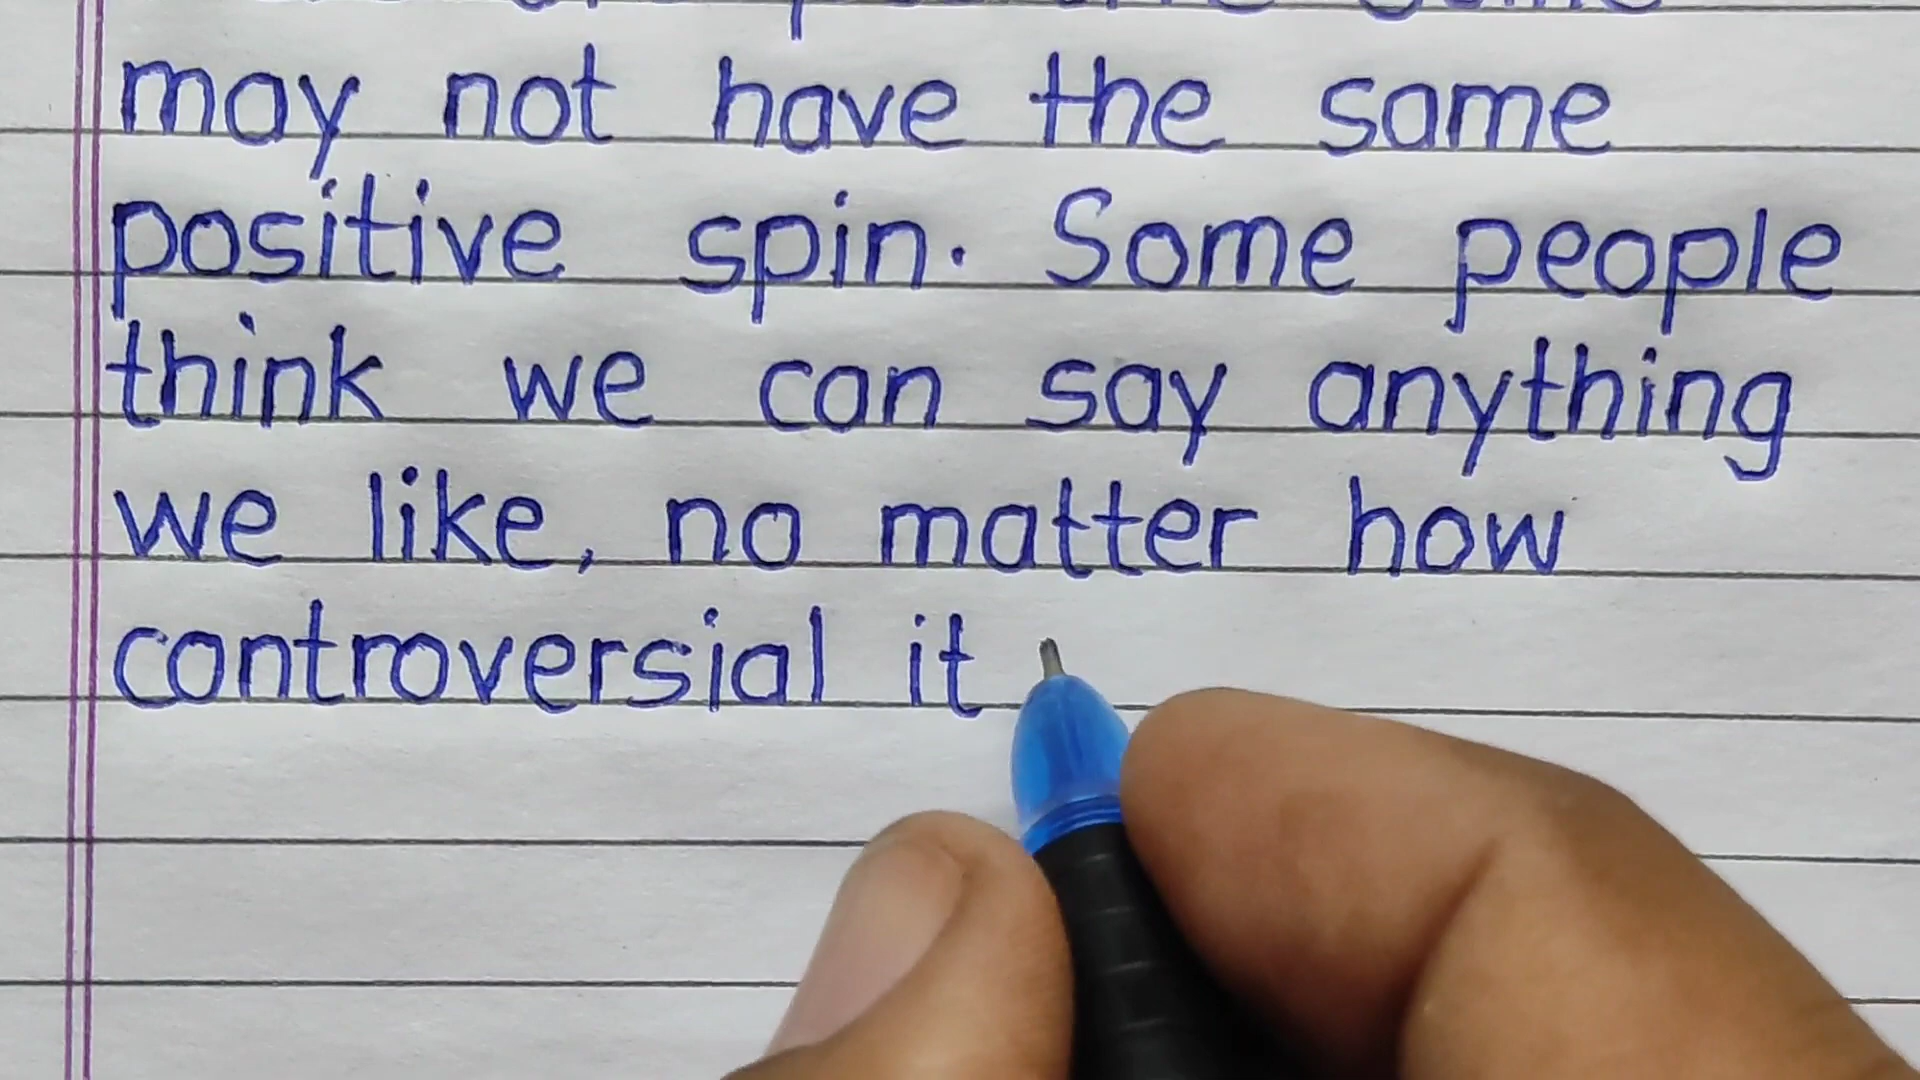 may not have the same
positive spin. Some people
think we can say anything
we like, no matter how
controversial it